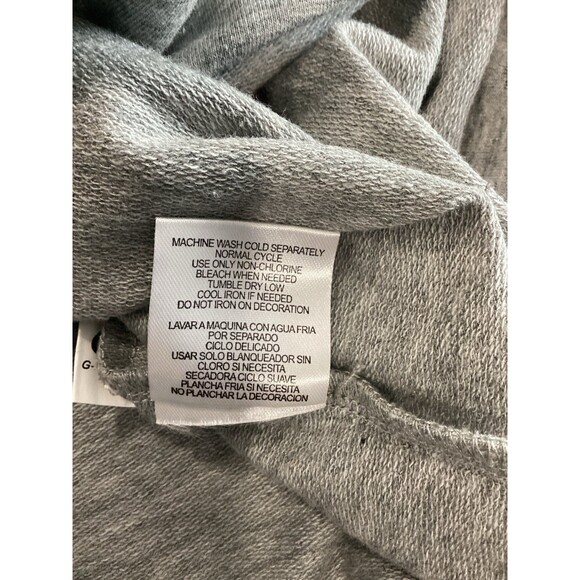 MACHINE WASH COLD SEPARATELY
NORMAL CYCLE
USE ONLY NON-CHLORINE
BLEACH WHEN NEEDED
TUMBLE DRY LOW
COOL IRON IF NEEDED
DO NOT IRON ON DECORATION
LAVAR A MAQUINA CON AGUA FRIA
POR SEPARADO
CICLO DELICADO
USAR SOLO BLANQUEADOR SIN
CLORO SI NECESITA
SECADORA CICLO SUAVE
PLANCHA FRIA SI NECESITA
NO PLANCHAR LA DECORACION
G-